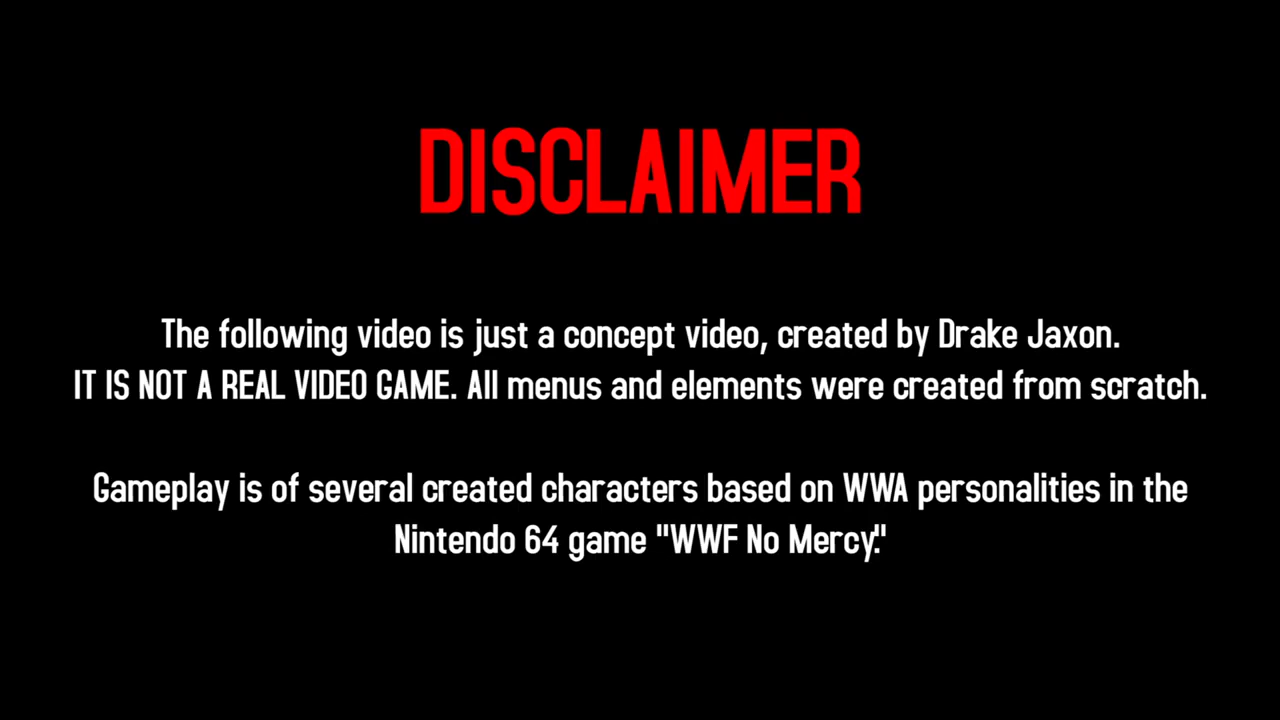 DISCLAIMER
The following video is just a concept video, created by Drake Jaxon.
IT IS NOT A REAL VIDEO GAME. All menus and elements were created from scratch.
Gameplay is of several created characters based on WWA personalities in the
Nintendo 64 game "WWF No Mercy."